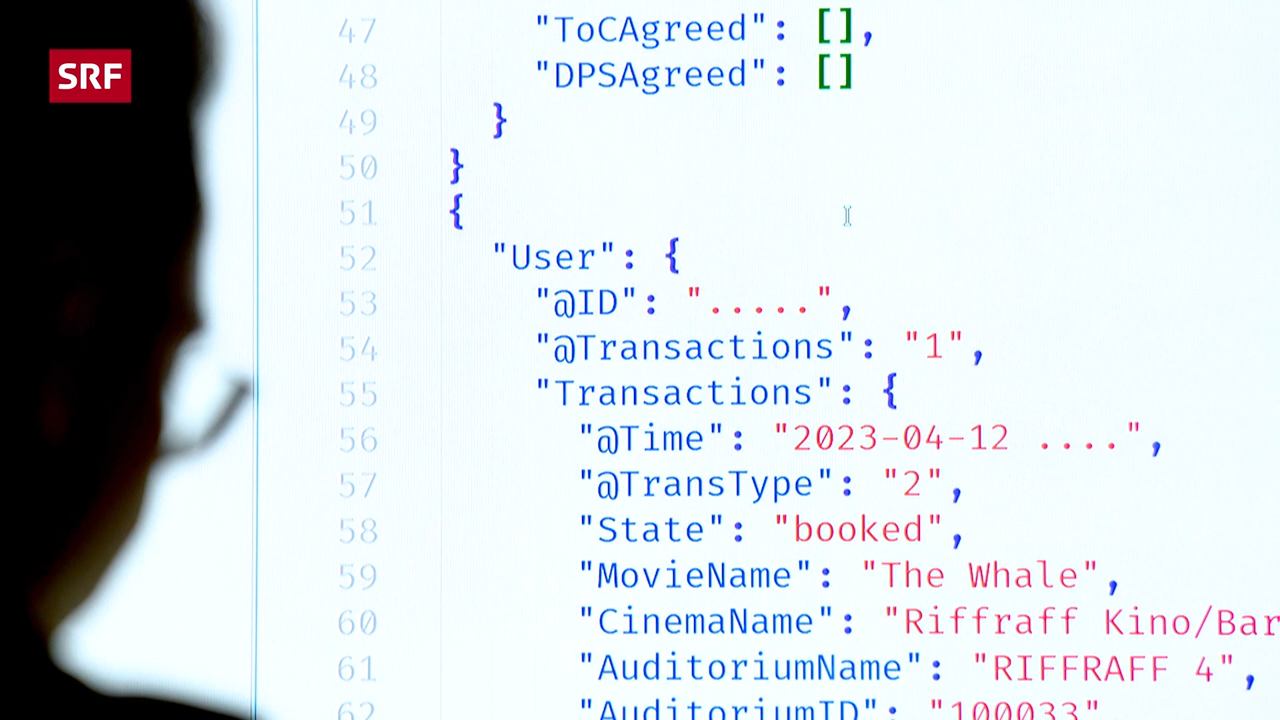 SRF
47 "ToCAgreed": [],
48 "DPSAgreed": []
49 }
50 }
51 {
52 "User": {
53 "@ID": ".....",
54 "@Transactions": "1",
55 "Transactions": {
56 "@Time": "2023-04-12 ....",
57 "@TransType": "2",
58 "State": "booked",
59 "MovieName": "The Whale",
60 "CinemaName": "Riffraff Kino/Bar
61 "AuditoriumName": "RIFFRAFF 4",
62 "AuditoriumID": "100033"